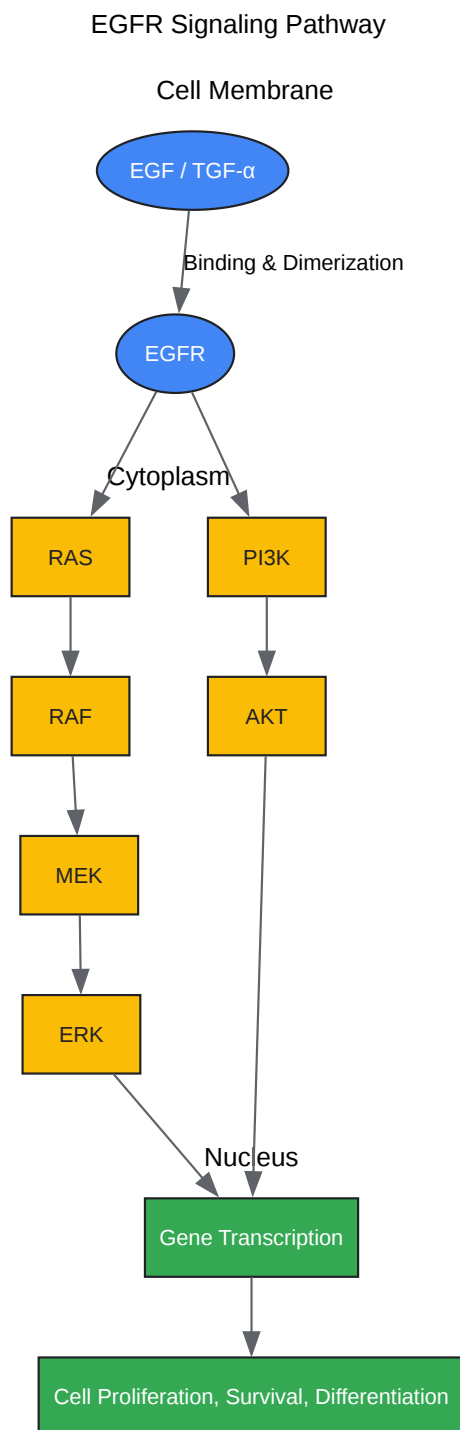 EGFR Signaling Pathway
Cell Membrane
EGF / TGF-α
Binding & Dimerization
EGFR
Cytoplasm
RAS
PI3K
RAF
AKT
MEK
ERK
Nucleus
Gene Transcription
Cell Proliferation, Survival, Differentiation